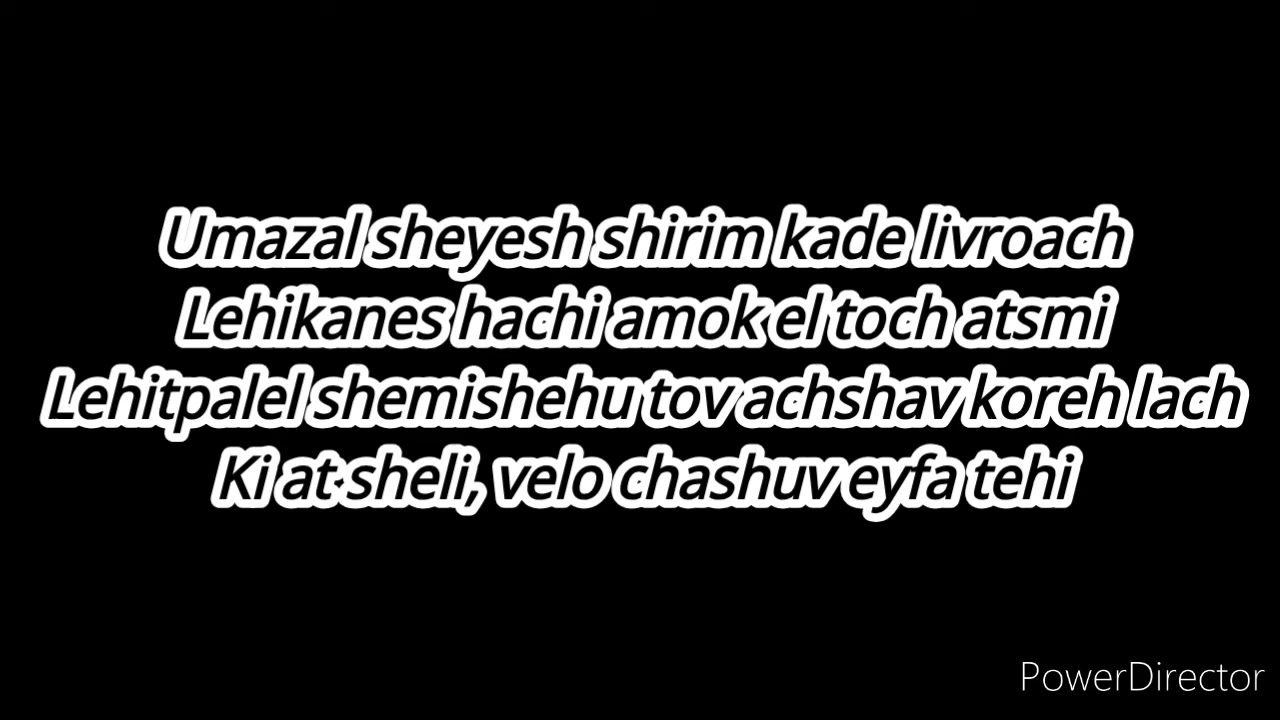 Umazal sheyesh shirim kade livroach
Lehikanes hachi amok el toch atsmi
Lehitpalel shemishehu tov achshav koreh lach
Ki at sheli, velo chashuv eyfa tehi
PowerDirector